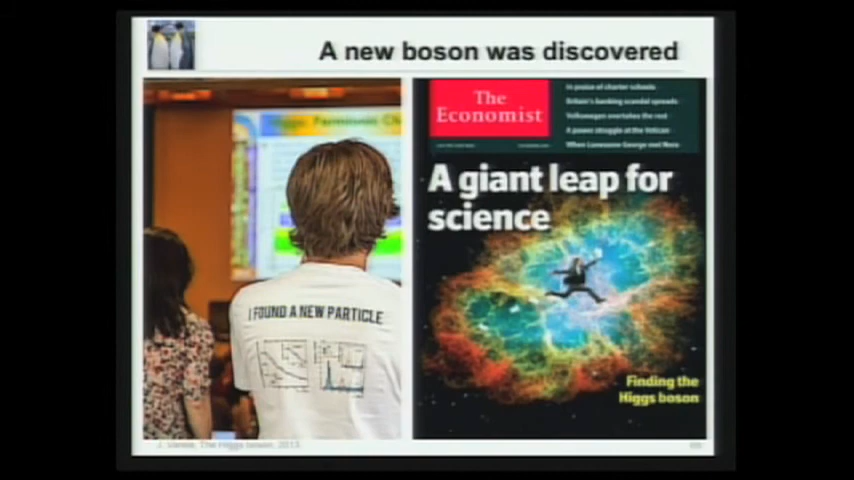 A new boson was discovered
I FOUND A NEW PARTICLE
The
Economist
In praise of charter schools
Britain's banking scandal spreads
Volkswagen overtakes the rest
A power struggle at the Vatican
When Lonesome George met Nora
A giant leap for
science
Finding the
Higgs boson
The Higgs boson, 2013